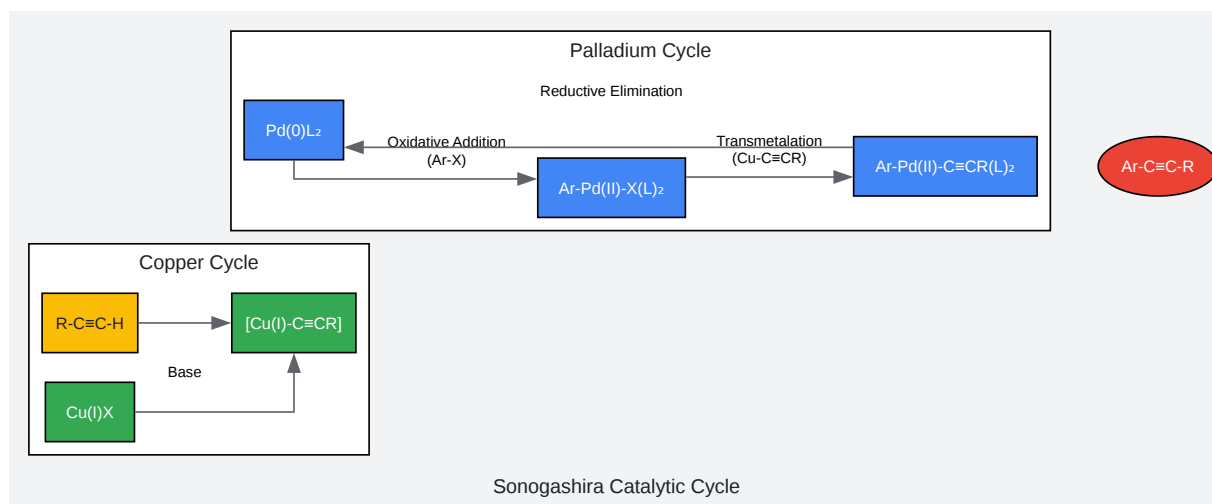 Palladium Cycle
Reductive Elimination
Pd(0)L₂
Oxidative Addition
(Ar-X)
Transmetalation
(Cu-C≡CR)
Ar-Pd(II)-X(L)₂
Ar-Pd(II)-C≡CR(L)₂
Ar-C≡C-R
Copper Cycle
R-C≡C-H
[Cu(I)-C≡CR]
Base
Cu(I)X
Sonogashira Catalytic Cycle